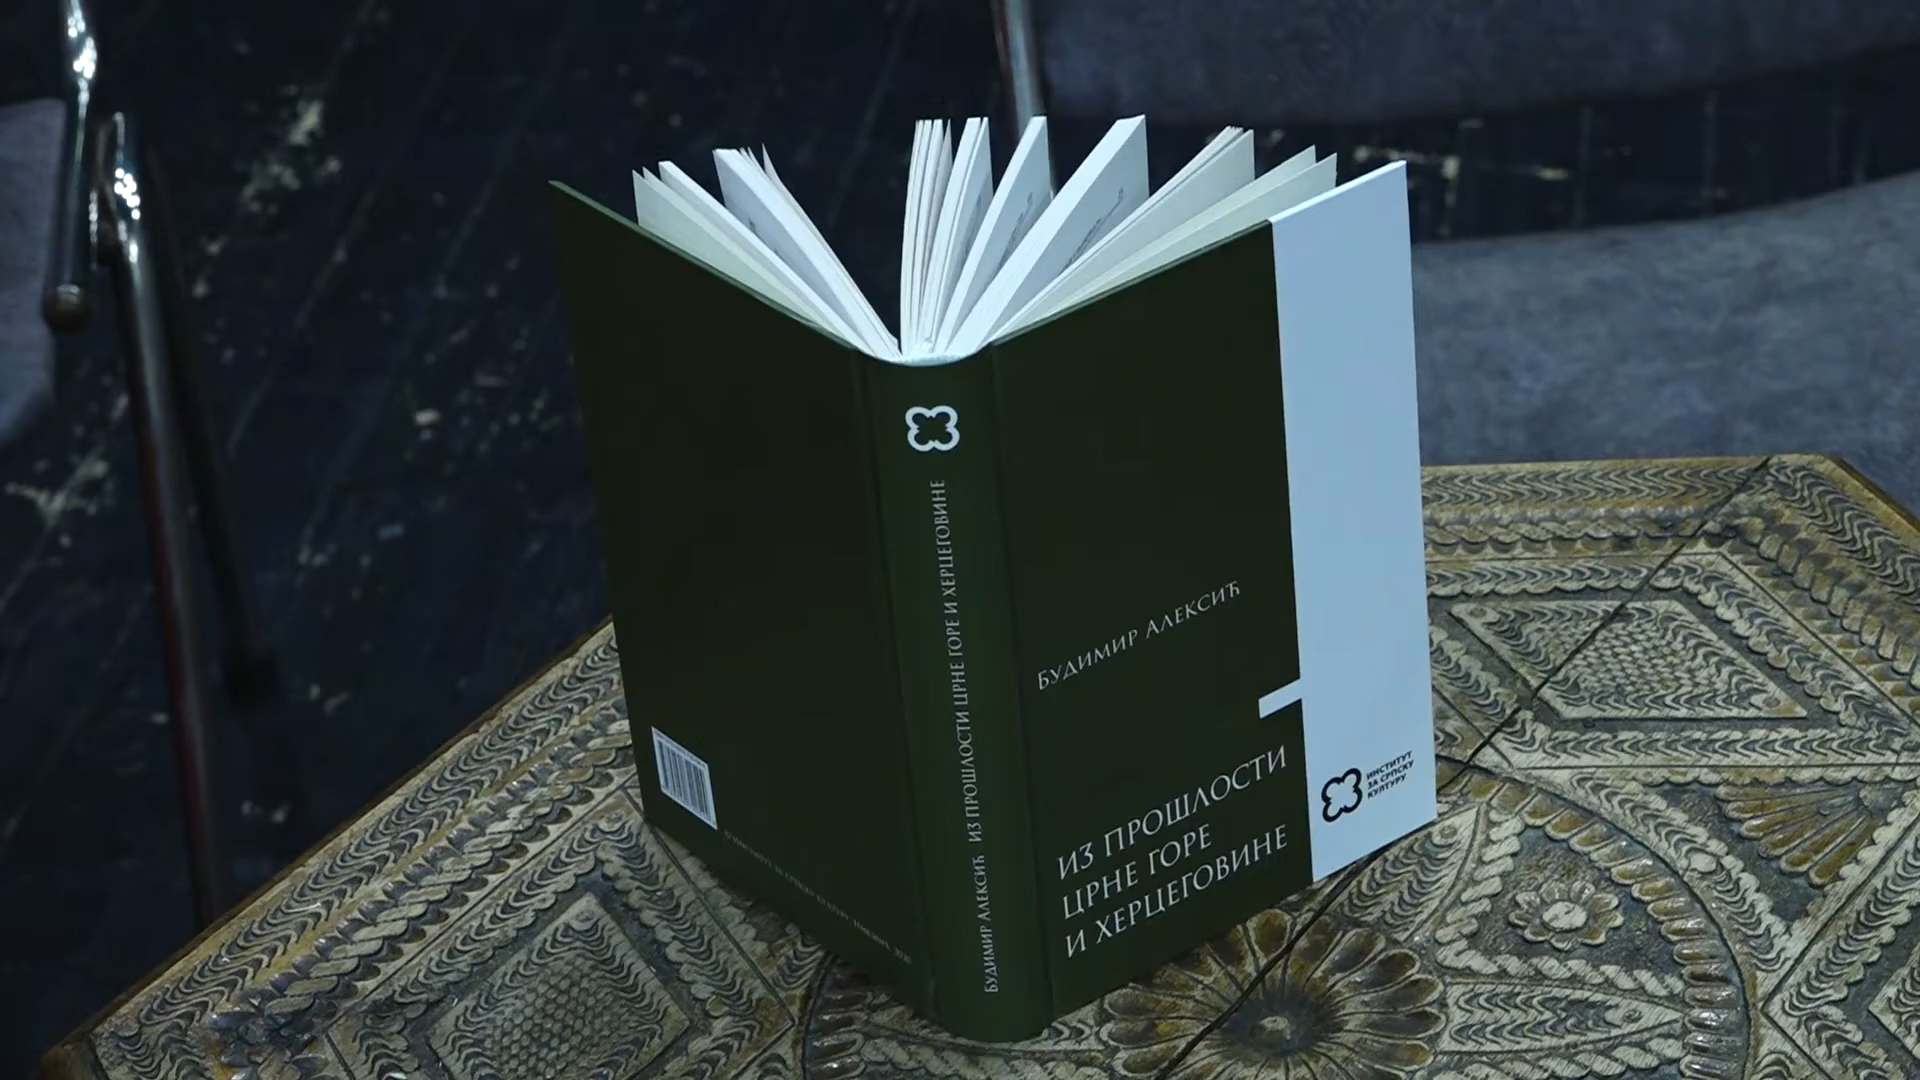 БУДИМИР АЛЕКСИЋ
ИЗ ПРОШЛОСТИ
ЦРНЕ ГОРЕ
И ХЕРЦЕГОВИНЕ
ИНСТИТУТ
ЗА СРПСКУ
КУЛТУРУ
БУДИМИР АЛЕКСИЋ ИЗ ПРОШЛОСТИ ЦРНЕ ГОРЕ И ХЕРЦЕГОВИНЕ